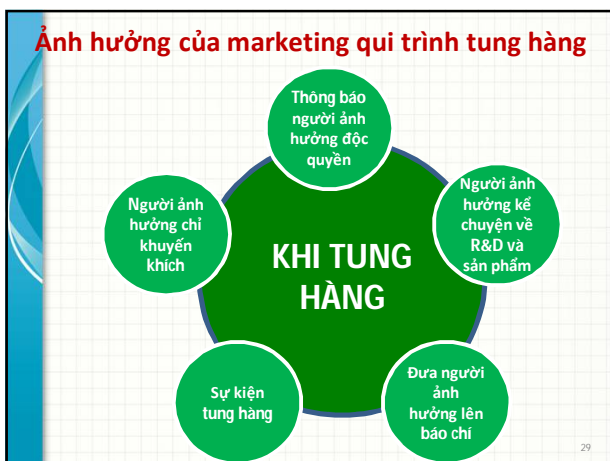 Ảnh hưởng của marketing qui trình tung hàng
Thông báo
người ảnh
hưởng độc
quyền
Người ảnh
hưởng kể
chuyện về
R&D và
sản phẩm
Đưa người
ảnh
hưởng lên
báo chí
Sự kiện
tung hàng
Người ảnh
hưởng chỉ
khuyến
khích
KHI TUNG
HÀNG
29